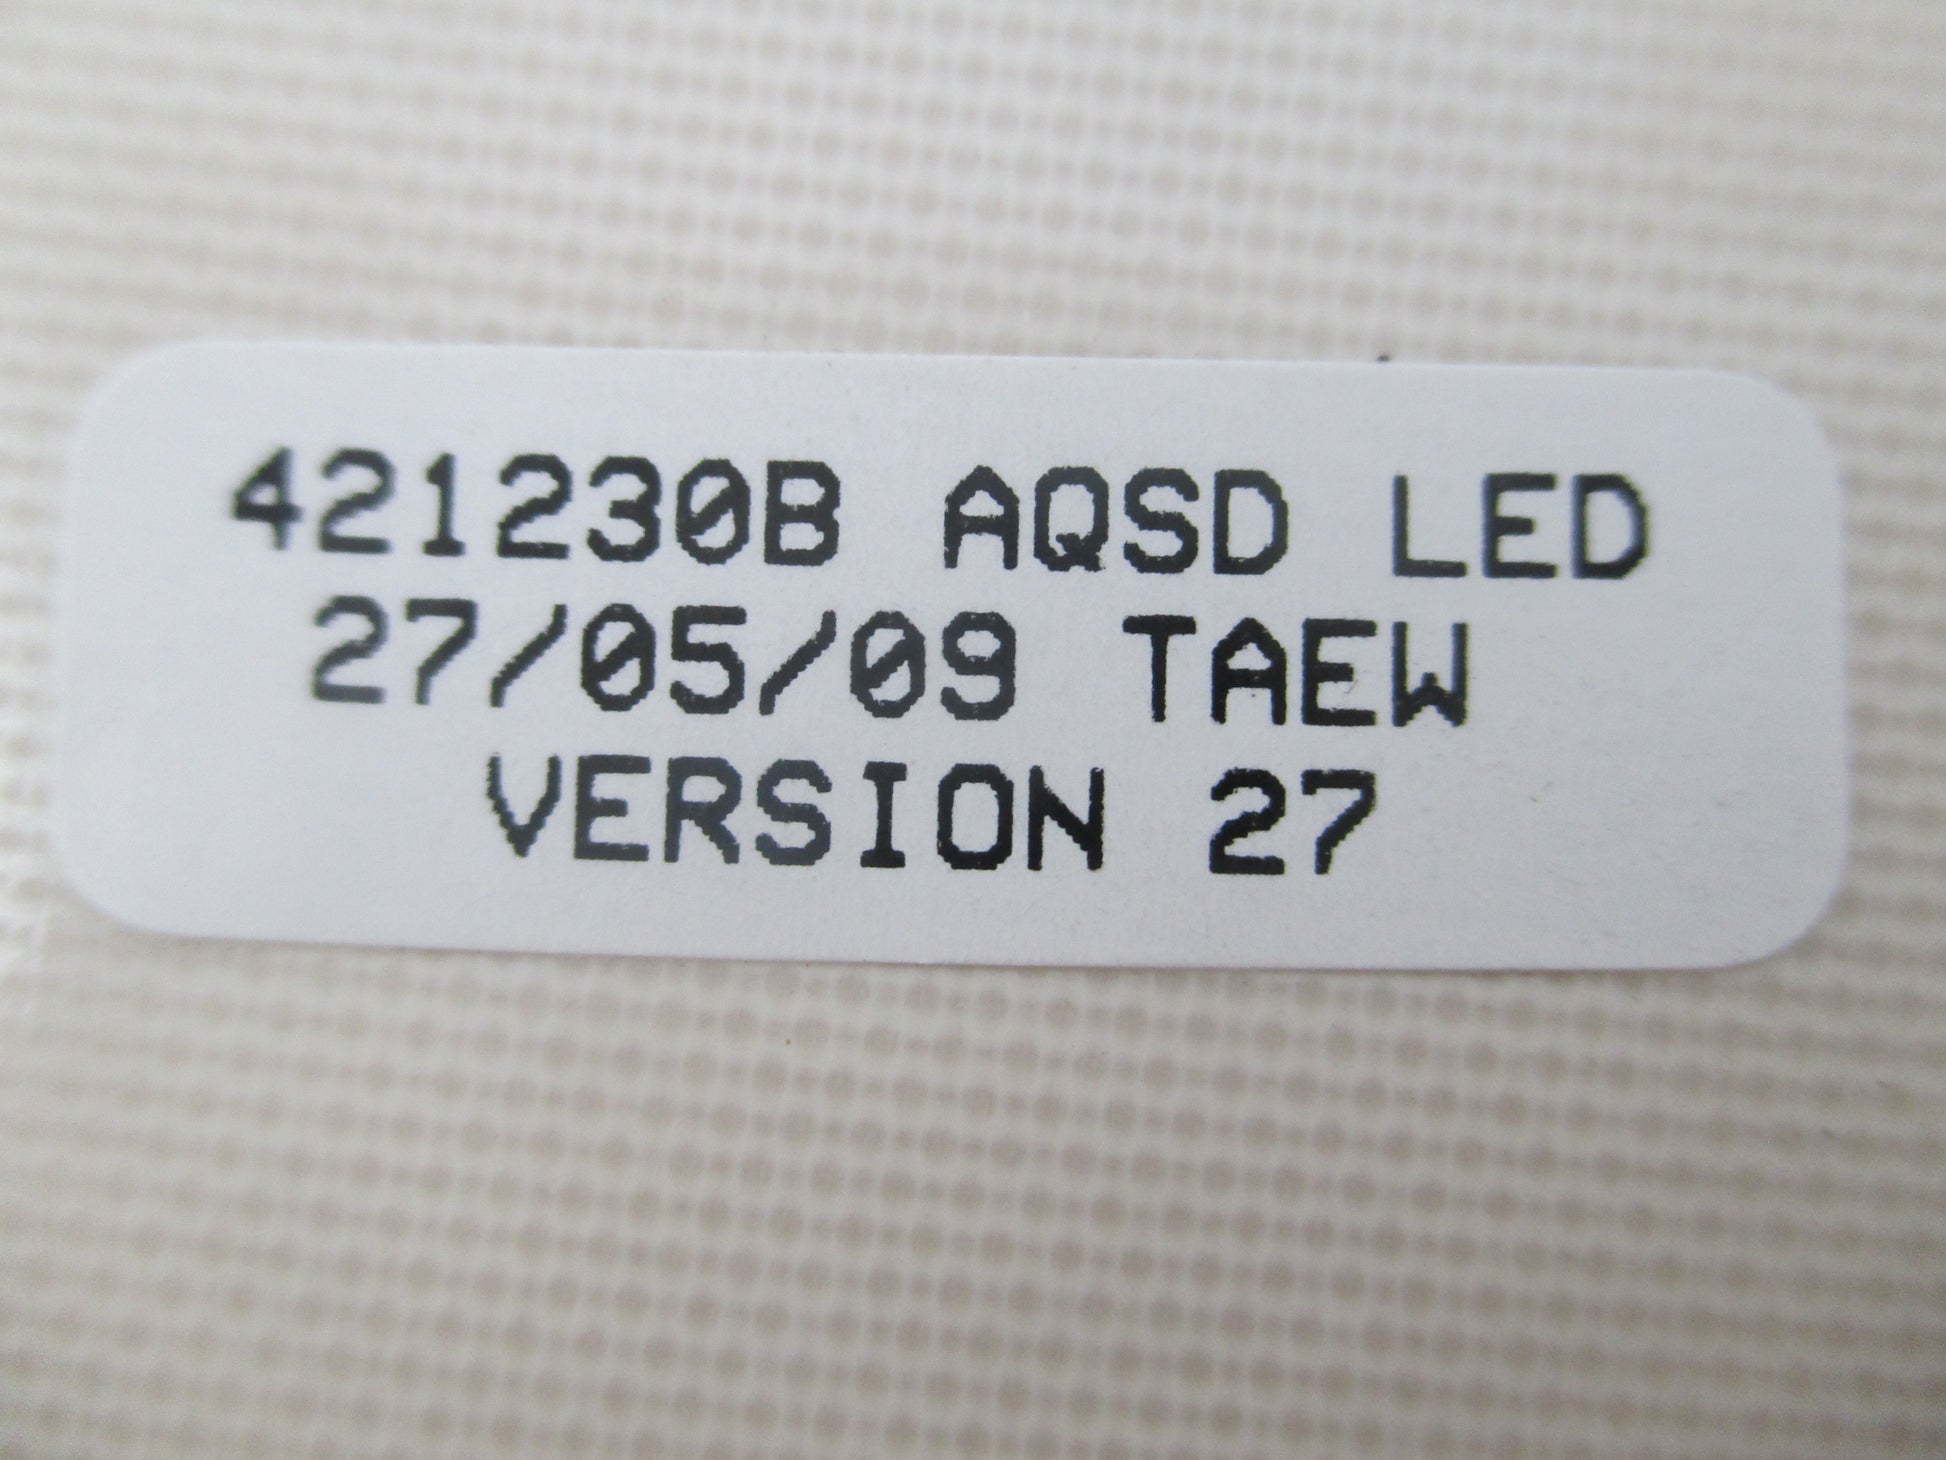 421230B AQSD LED
27/05/09 TAEW
VERSION 27